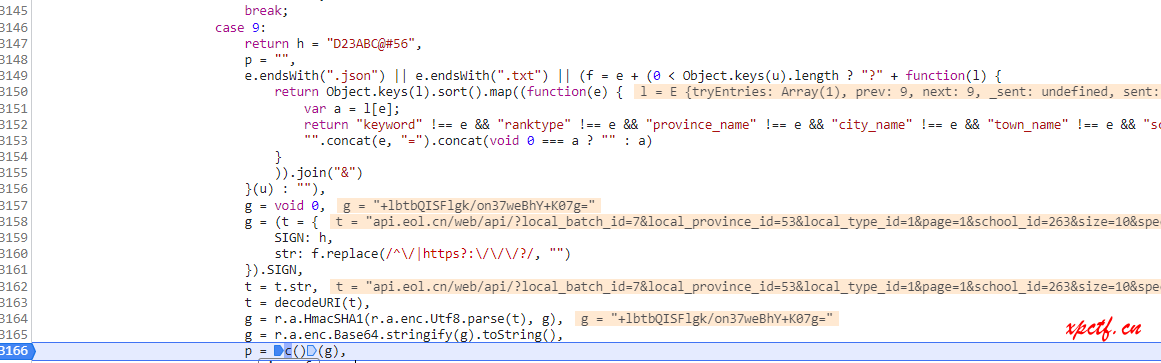 3145 break;
3146 case 9:
3147 return h = "D23ABC@#56",
3148 p = "",
3149 e.endsWith(".json") || e.endsWith(".txt") || (f = e + (0 < Object.keys(u).length ? "?" + function(l) {
3150 return Object.keys(l).sort().map((function(e) { l = E {tryEntries: Array(1), prev: 9, next: 9, _sent: undefined, sent:
3151 var a = l[e];
3152 return "keyword" !== e && "ranktype" !== e && "province_name" !== e && "city_name" !== e && "town_name" !== e && "sc
3153 "".concat(e, "=").concat(void 0 === a ? "" : a)
3154 }
3155 )).join("&")
3156 }(u) : ""),
3157 g = void 0, g = "+lbtbQISFlgk/on37weBhY+K07g="
3158 g = (t = { t = "api.eol.cn/web/api/?local_batch_id=7&local_province_id=53&local_type_id=1&page=1&school_id=263&size=10&spe
3159 SIGN: h,
3160 str: f.replace(/^\/|https?:\/\/\/?/, "")
3161 }).SIGN,
3162 t = t.str, t = "api.eol.cn/web/api/?local_batch_id=7&local_province_id=53&local_type_id=1&page=1&school_id=263&size=10&spe
3163 t = decodeURI(t),
3164 g = r.a.HmacSHA1(r.a.enc.Utf8.parse(t), g), g = "+lbtbQISFlgk/on37weBhY+K07g="
3165 g = r.a.enc.Base64.stringify(g).toString(),
3166 p = c()(g),
xpctf.cn